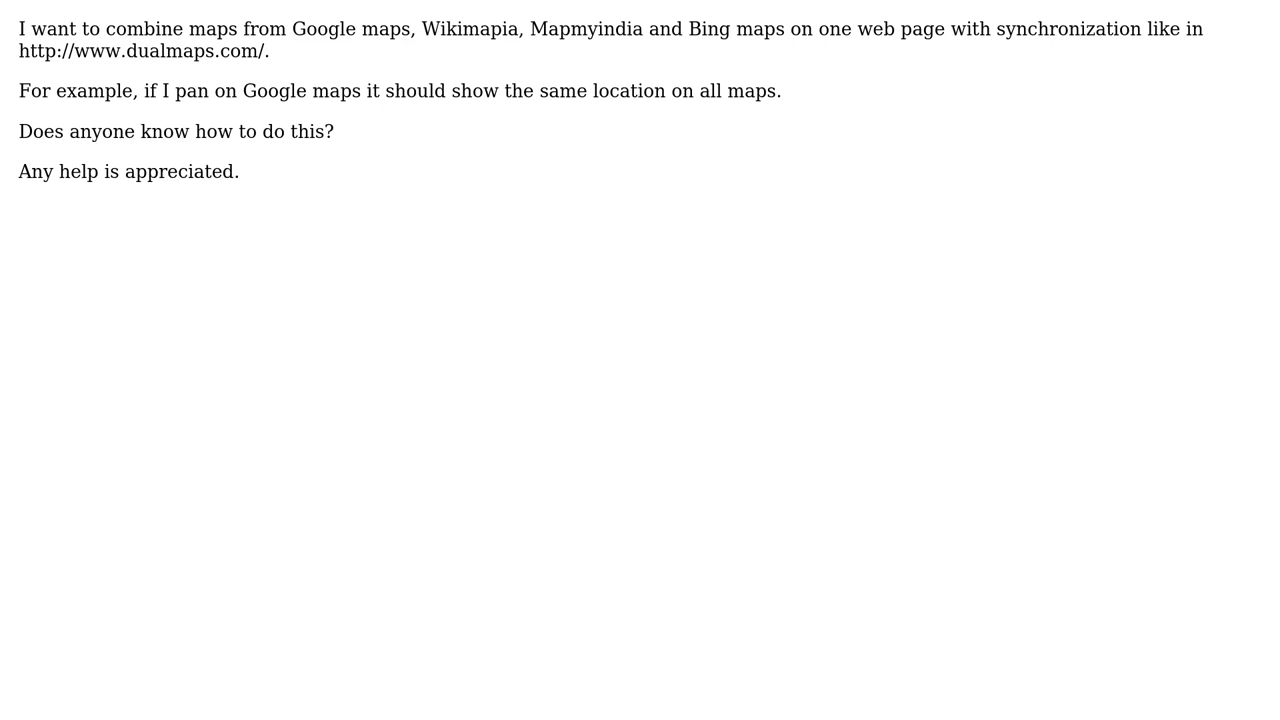 I want to combine maps from Google maps, Wikimapia, Mapmyindia and Bing maps on one web page with synchronization like in
http://www.dualmaps.com/.
For example, if I pan on Google maps it should show the same location on all maps.
Does anyone know how to do this?
Any help is appreciated.